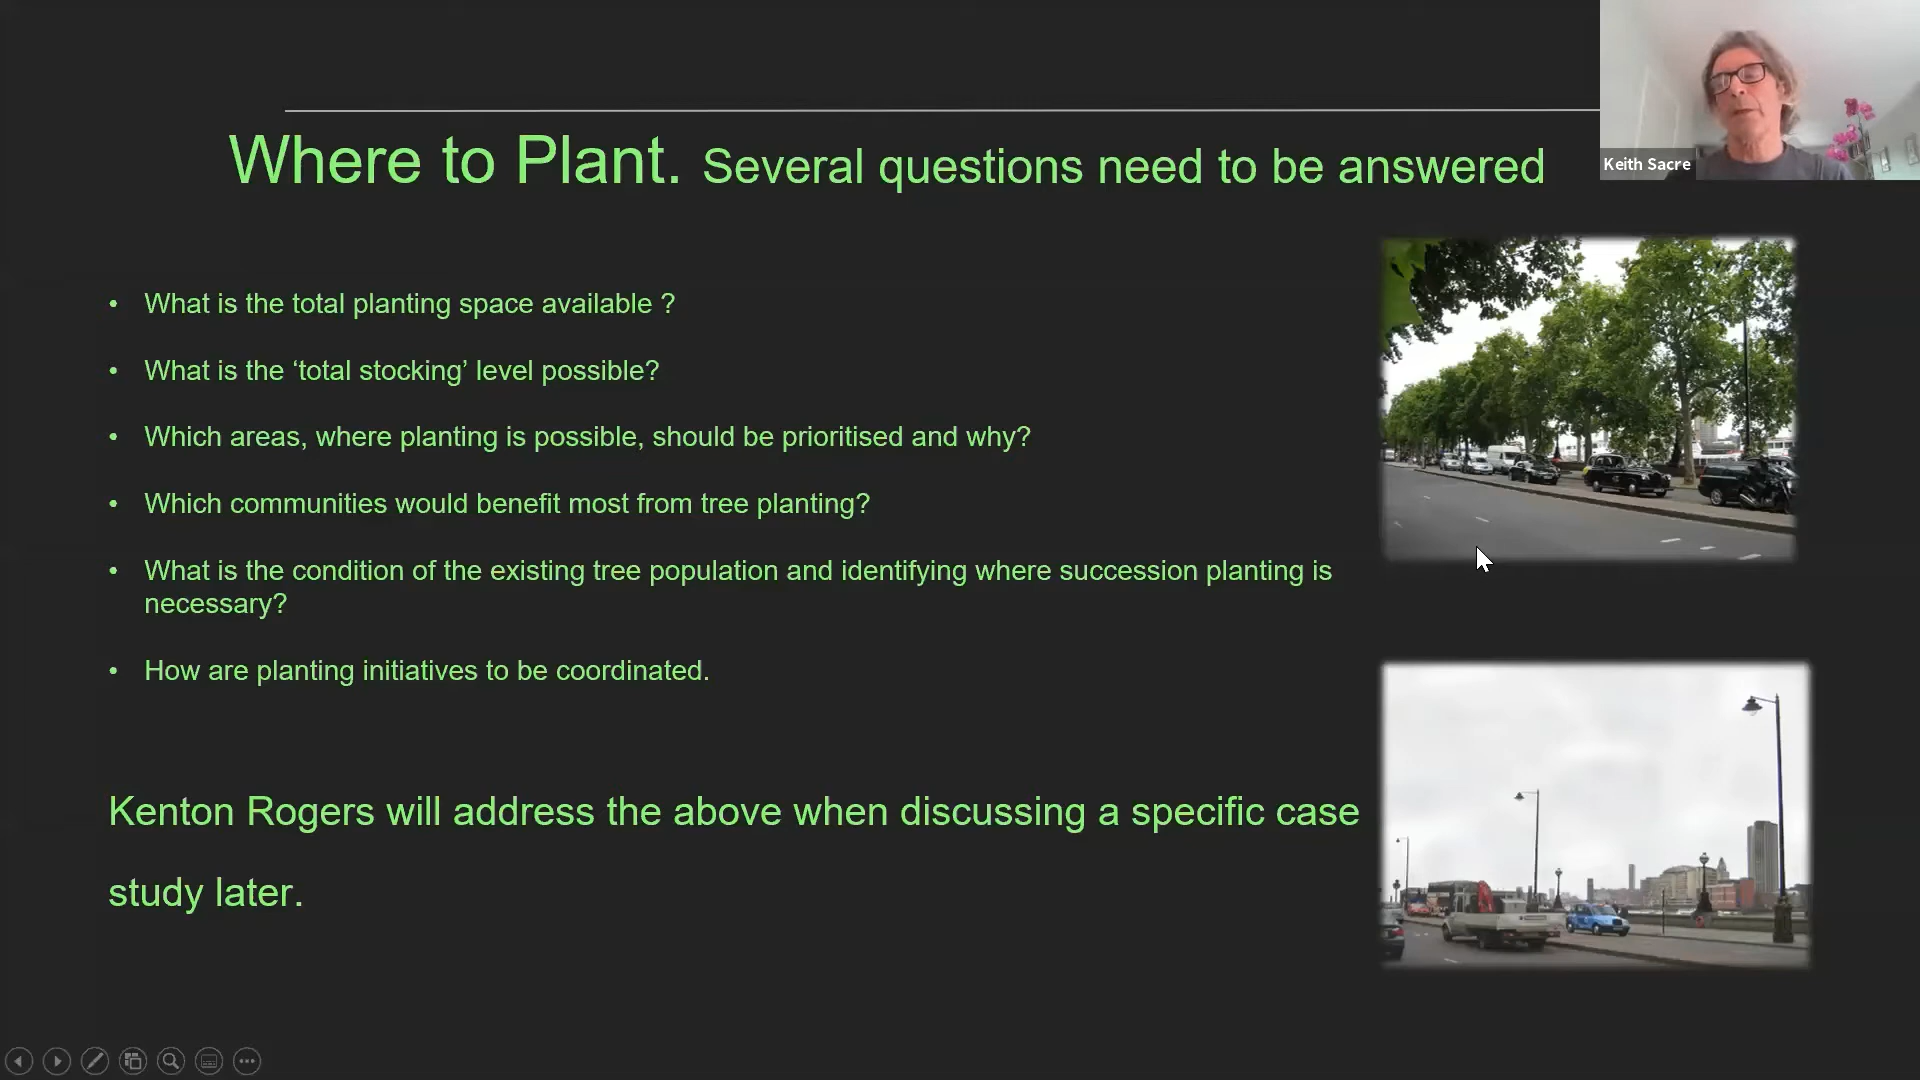 Keith Sacre
Where to Plant. Several questions need to be answered
• What is the total planting space available ?
• What is the ‘total stocking’ level possible?
• Which areas, where planting is possible, should be prioritised and why?
• Which communities would benefit most from tree planting?
• What is the condition of the existing tree population and identifying where succession planting is
necessary?
• How are planting initiatives to be coordinated.
Kenton Rogers will address the above when discussing a specific case
study later.